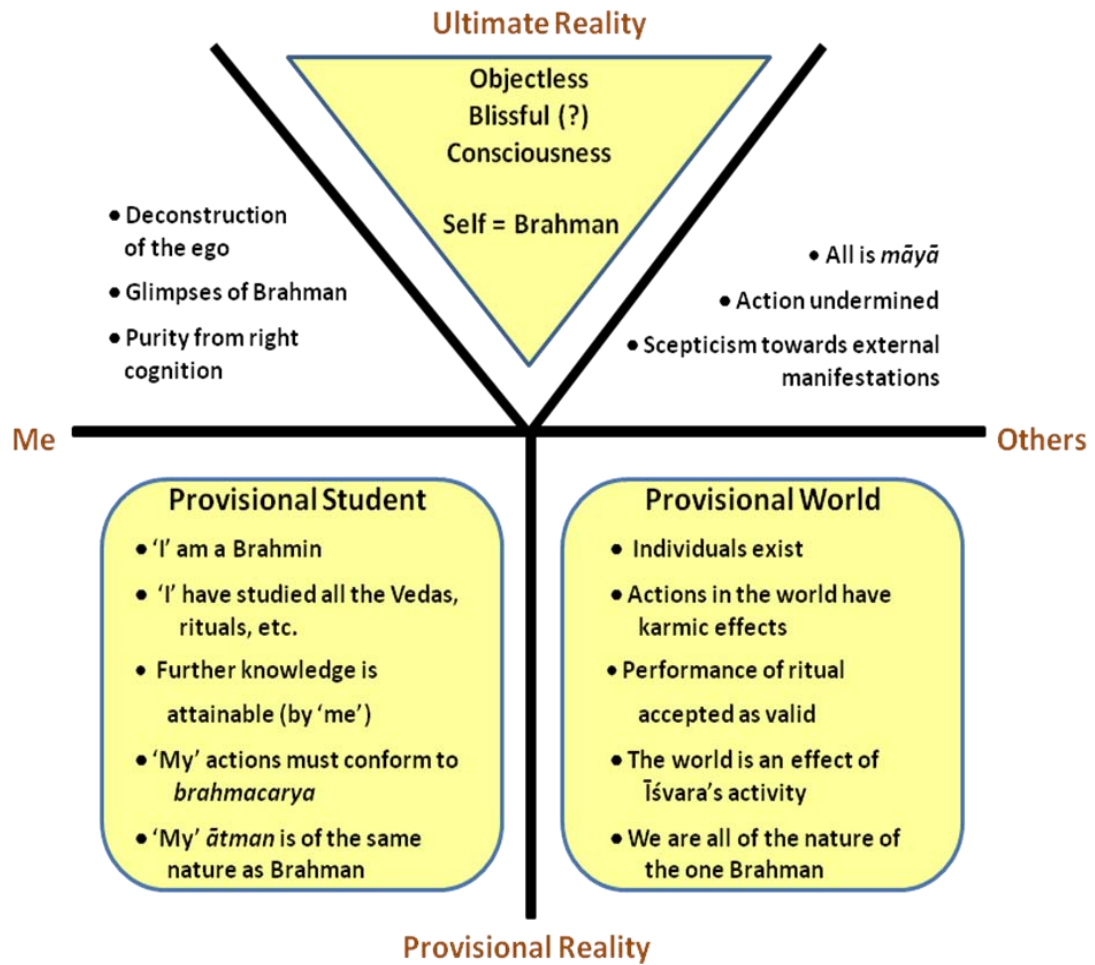 Ultimate Reality
Objectless
Blissful (?)
Consciousness
Self = Brahman
• Deconstruction
of the ego
• Glimpses of Brahman
• Purity from right
cognition
• All is māyā
• Action undermined
• Scepticism towards external
manifestations
Me
Others
Provisional Student
• ‘I’ am a Brahmin
• ‘I’ have studied all the Vedas,
rituals, etc.
• Further knowledge is
attainable (by ‘me’)
• ‘My’ actions must conform to
brahmacarya
• ‘My’ ātman is of the same
nature as Brahman
Provisional World
• Individuals exist
• Actions in the world have
karmic effects
• Performance of ritual
accepted as valid
• The world is an effect of
Īśvara’s activity
• We are all of the nature of
the one Brahman
Provisional Reality